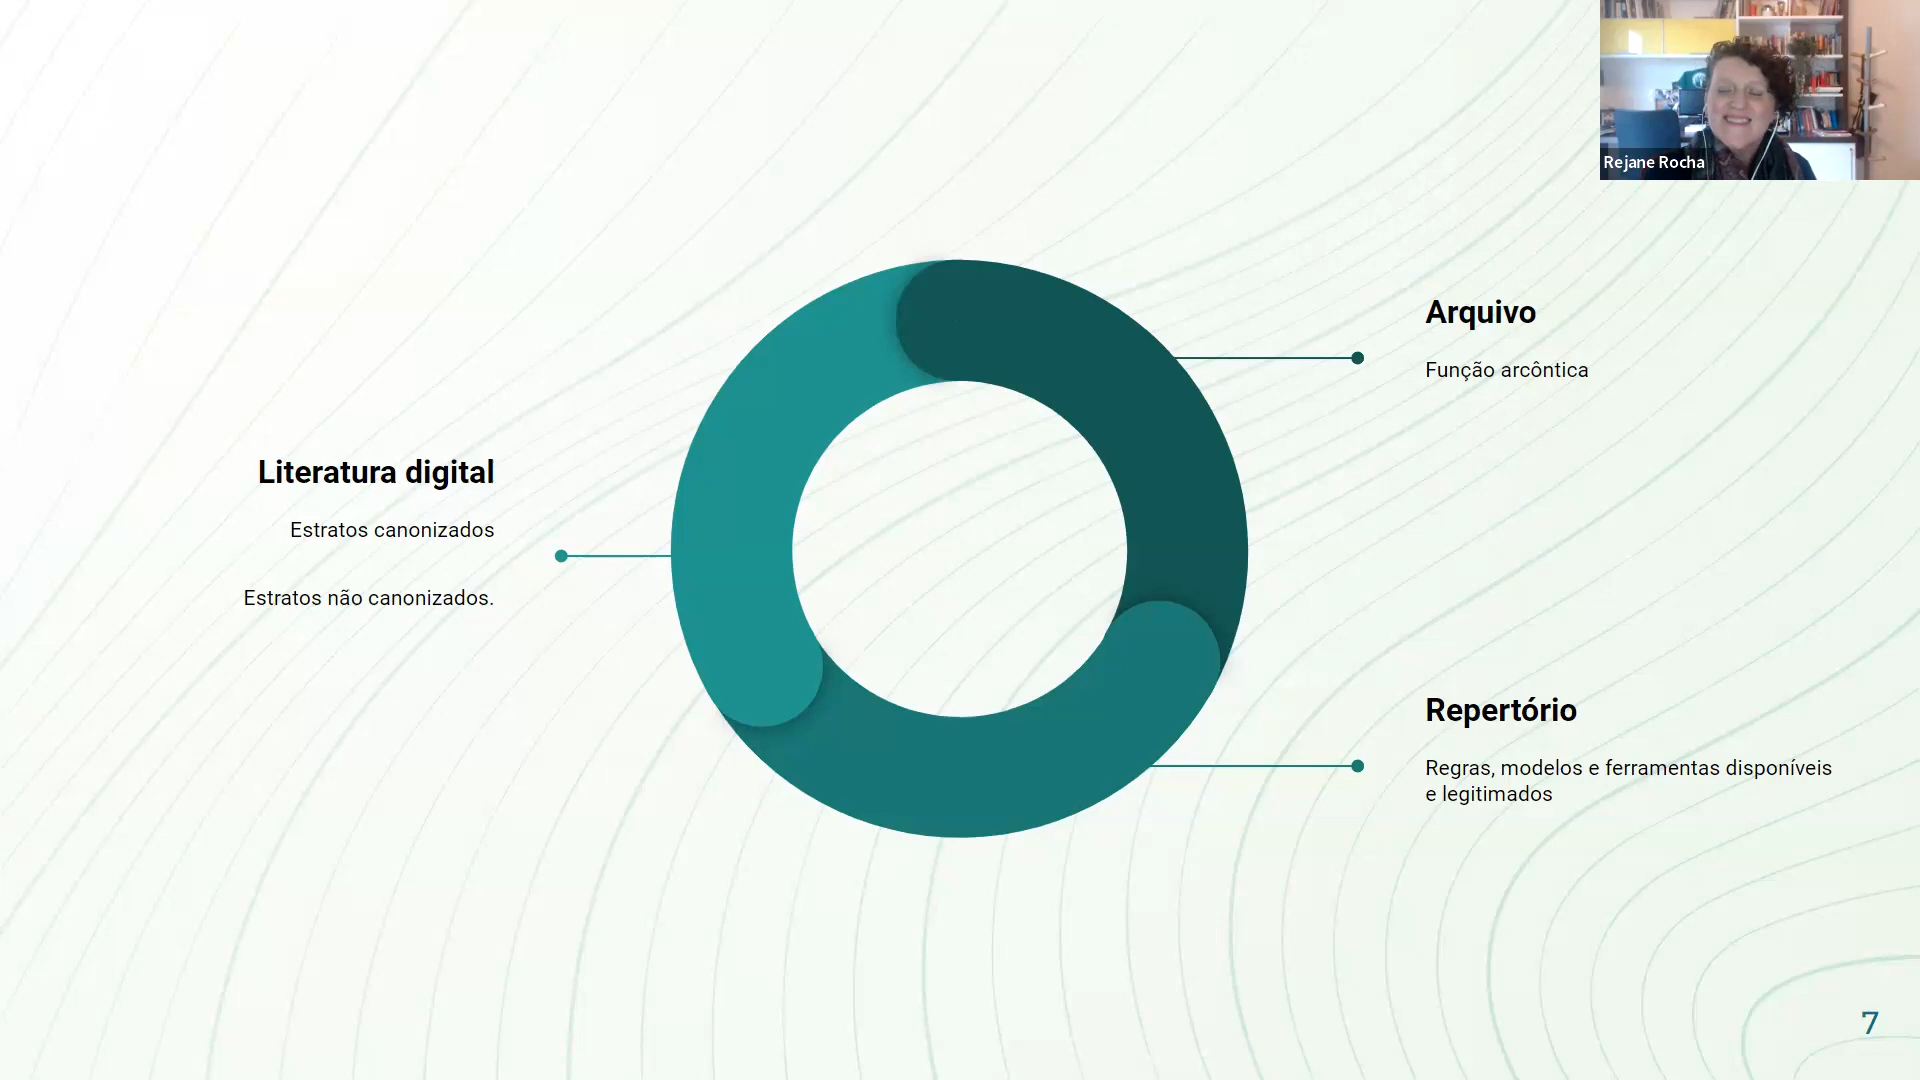 Rejane Rocha
Arquivo
Função arcôntica
Literatura digital
Estratos canonizados
Estratos não canonizados.
Repertório
Regras, modelos e ferramentas disponíveis
e legitimados
7